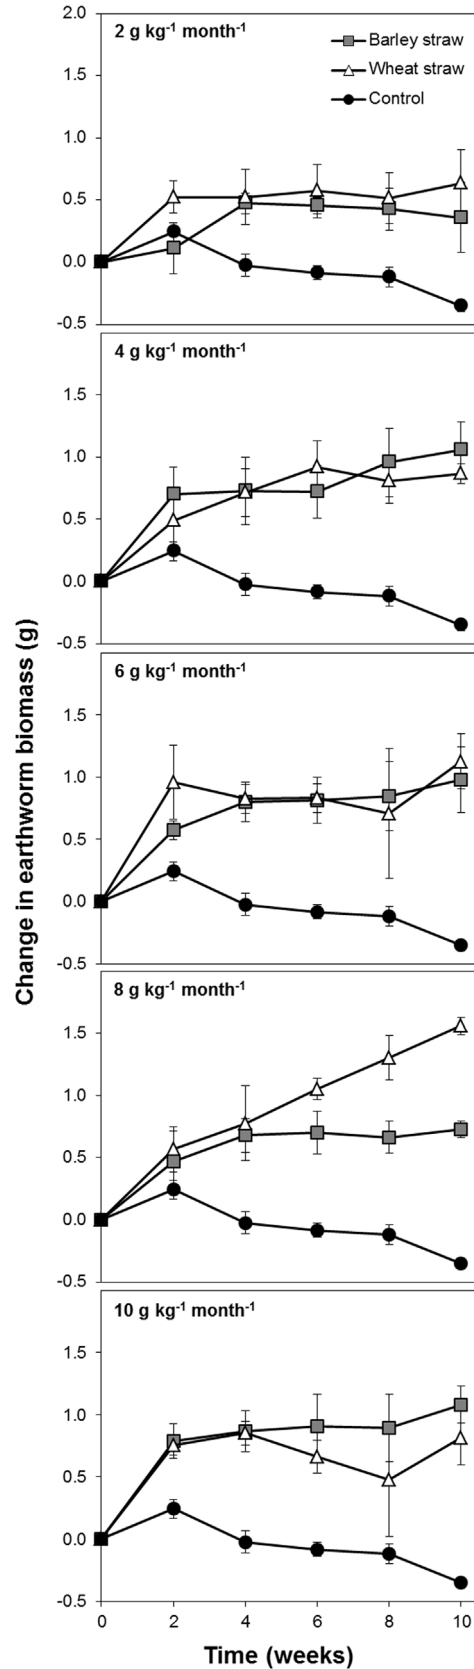 2.0
2 g kg⁻¹ month⁻¹
Barley straw
Wheat straw
Control
1.5
1.0
0.5
0.0
-0.5
4 g kg⁻¹ month⁻¹
1.5
1.0
0.5
0.0
-0.5
6 g kg⁻¹ month⁻¹
1.5
1.0
0.5
0.0
-0.5
Change in earthworm biomass (g)
8 g kg⁻¹ month⁻¹
1.5
1.0
0.5
0.0
-0.5
10 g kg⁻¹ month⁻¹
1.5
1.0
0.5
0.0
-0.5
0 2 4 6 8 10
Time (weeks)